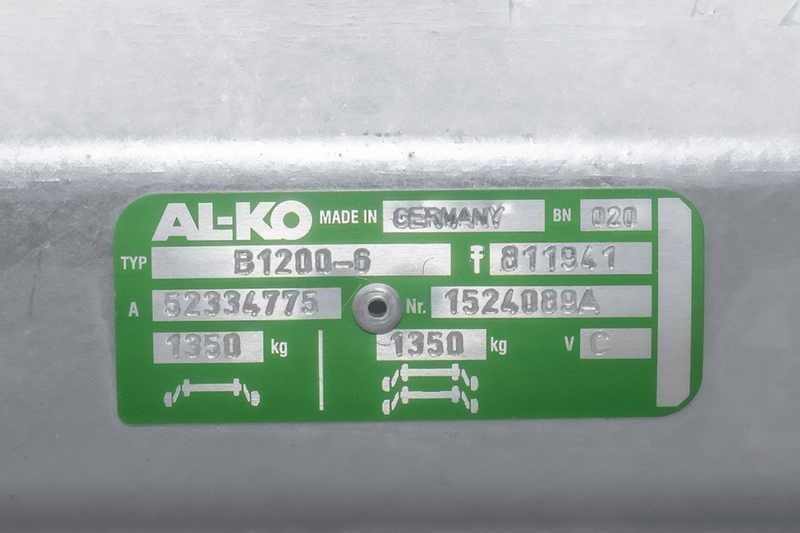 AL-KO MADE IN GERMANY BN 020
TYP B1200-6 811941
A 52334775 Nr. 1524089A
1350 kg 1350 kg V C